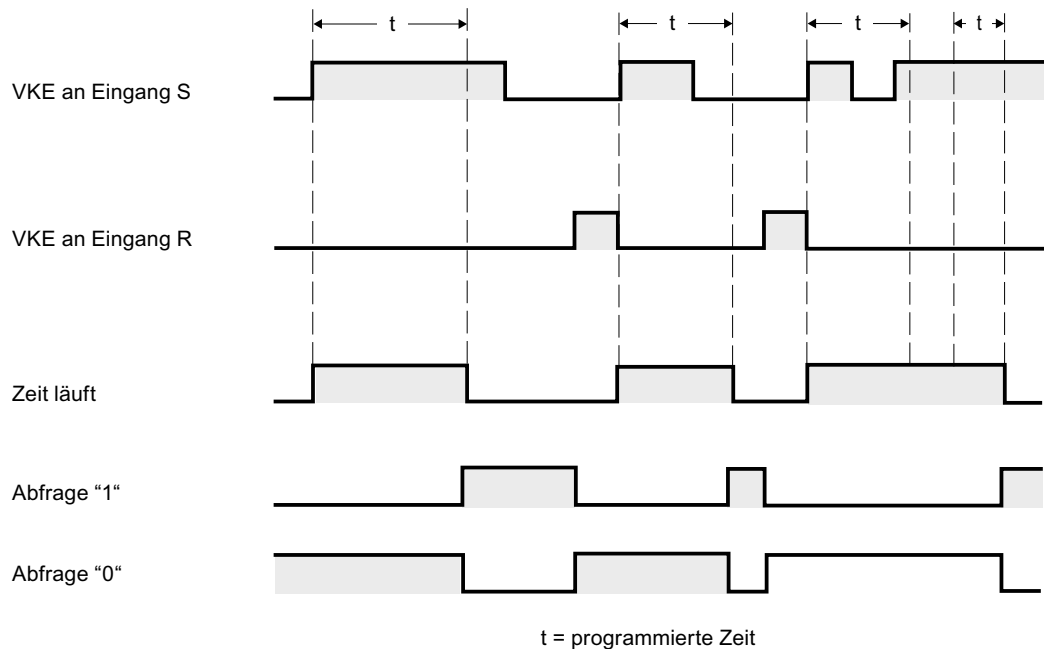 t t t t
VKE an Eingang S
VKE an Eingang R
Zeit läuft
Abfrage “1“
Abfrage “0“
t = programmierte Zeit